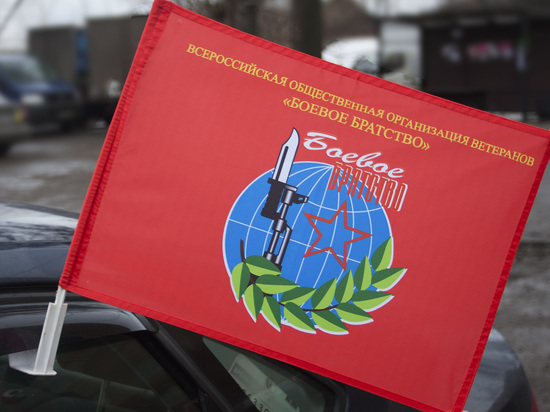 ВСЕРОССИЙСКАЯ ОБЩЕСТВЕННАЯ ОРГАНИЗАЦИЯ ВЕТЕРАНОВ
«БОЕВОЕ БРАТСТВО»
Боевое
БРАТСТВО